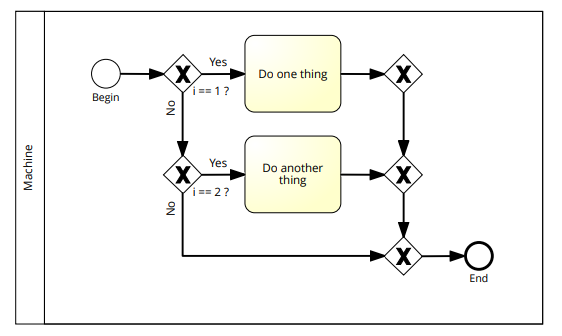 Machine
Begin
Yes
i == 1 ?
No
Do one thing
Yes
i == 2 ?
No
Do another
thing
End